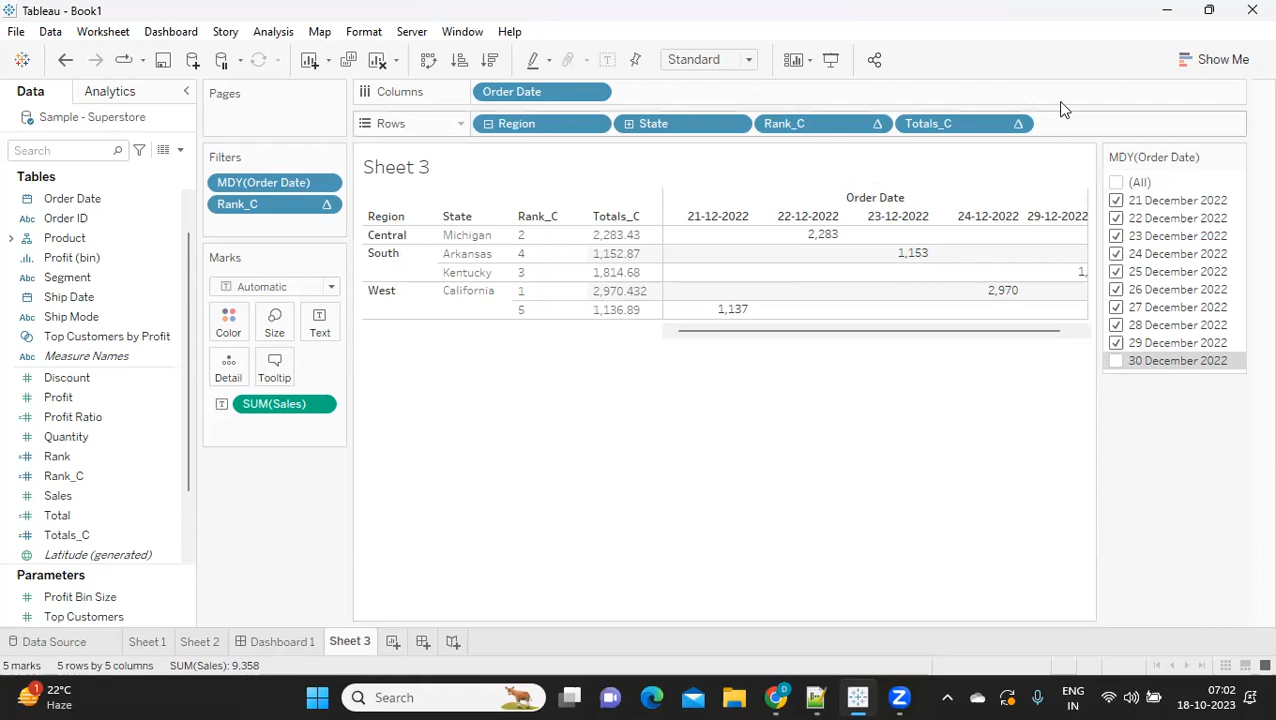 Tableau - Book1
File Data Worksheet Dashboard Story Analysis Map Format Server Window Help
Standard Show Me
Data Analytics
Sample - Superstore
Search
Tables
Order Date
Order ID
Product
Profit (bin)
Segment
Ship Date
Ship Mode
Top Customers by Profit
Measure Names
Discount
Profit
Profit Ratio
Quantity
Rank
Rank_C
Sales
Total
Totals_C
Latitude (generated)
Parameters
Profit Bin Size
Top Customers
Pages
Filters
MDY(Order Date)
Rank_C
Marks
Automatic
Color Size Text
Detail Tooltip
SUM(Sales)
Columns Order Date
Rows Region State Rank_C Totals_C
Sheet 3
Order Date
Region State Rank_C Totals_C 21-12-2022 22-12-2022 23-12-2022 24-12-2022 29-12-2022
Central Michigan 2 2,283.43 2,283
South Arkansas 4 1,152.87 1,153
Kentucky 3 1,814.68 1,
West California 1 2,970.432 2,970
5 1,136.89 1,137
MDY(Order Date)
(All)
21 December 2022
22 December 2022
23 December 2022
24 December 2022
25 December 2022
26 December 2022
27 December 2022
28 December 2022
29 December 2022
30 December 2022
Data Source Sheet 1 Sheet 2 Dashboard 1 Sheet 3
5 marks 5 rows by 5 columns SUM(Sales): 9,358
1 22°C
Haze
Search
ENG
IN
07:02
18-10-2023